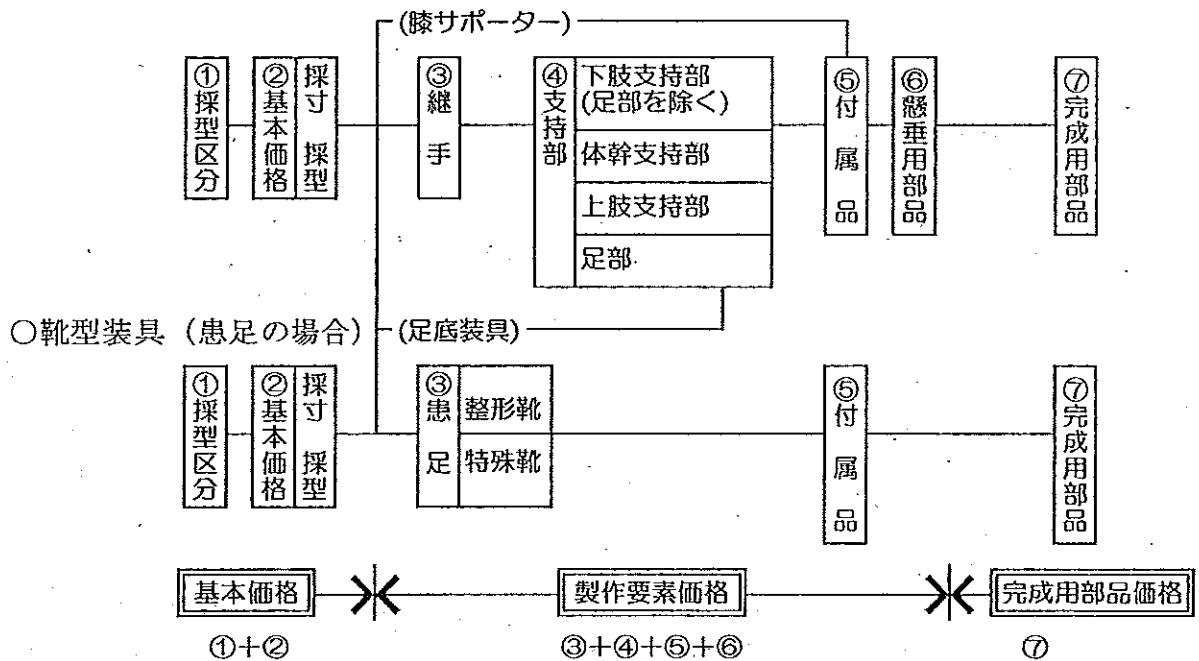 (膝サポーター)
①採型区分
②基本価格
採寸 採型
③継手
④支持部
下肢支持部
(足部を除く)
体幹支持部
上肢支持部
足部
⑤付属品
⑥懸垂用部品
⑦完成用部品
○靴型装具(患足の場合)
(足底装具)
①採型区分
②基本価格
採寸 採型
③患足
整形靴
特殊靴
⑤付属品
⑦完成用部品
基本価格
製作要素価格
完成用部品価格
①+②
③+④+⑤+⑥
⑦